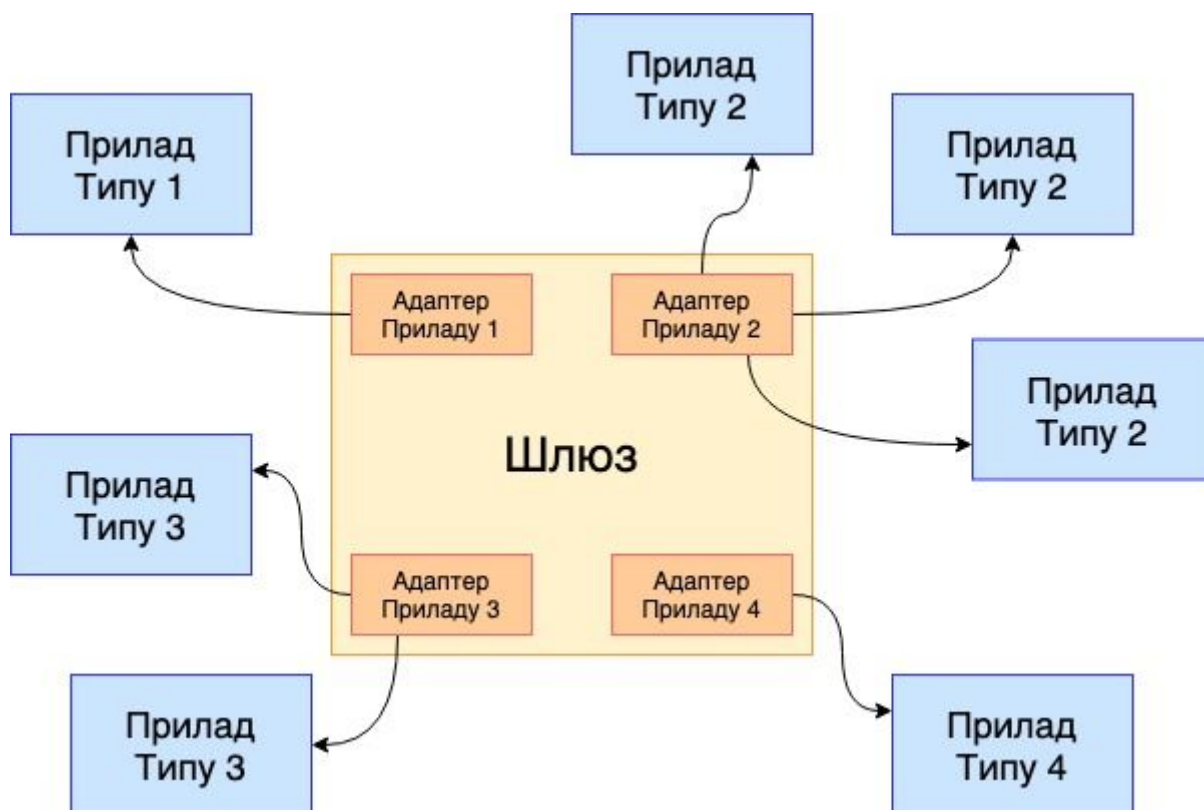 Прилад
Типу 2
Прилад
Типу 1
Прилад
Типу 2
Адаптер
Приладу 1
Адаптер
Приладу 2
Прилад
Типу 2
Шлюз
Прилад
Типу 3
Адаптер
Приладу 3
Адаптер
Приладу 4
Прилад
Типу 3
Прилад
Типу 4